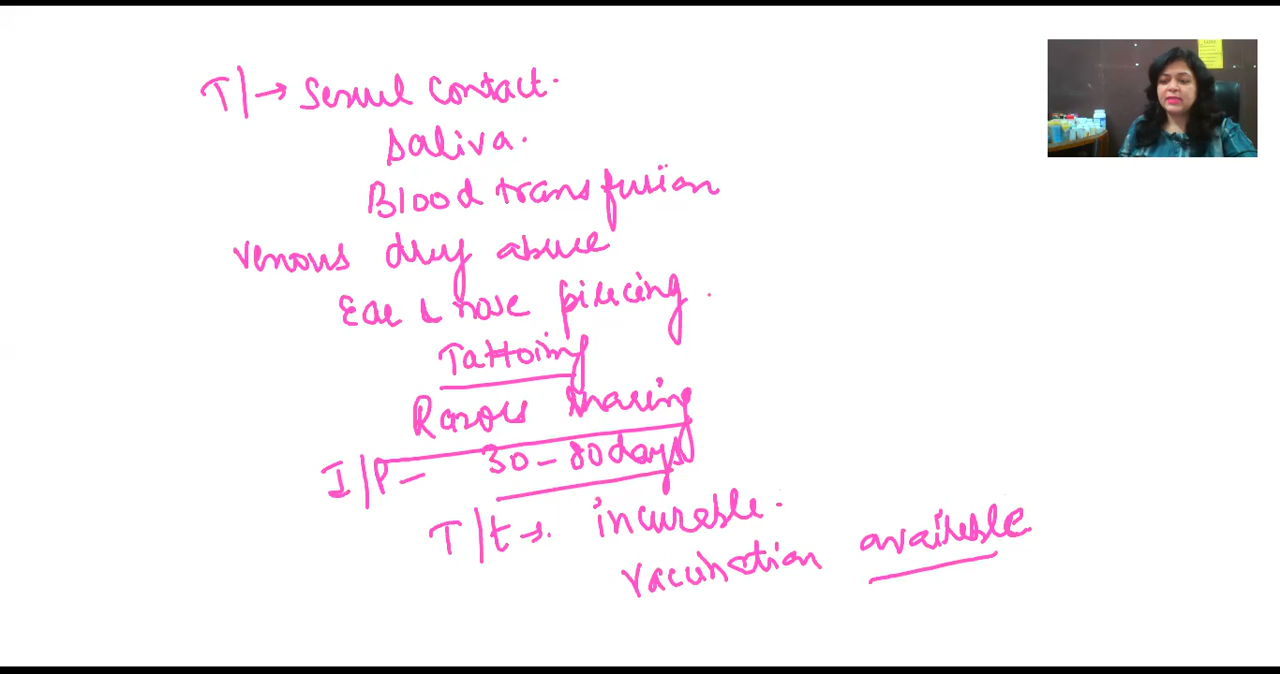 T/→ Sexual contact.
Saliva.
Blood transfusion
venous drug abuse
Ear & nose piercing.
Tattoing
Razors sharing
I/P - 30 - 80 days
T/t →. incurable.
vaccination available